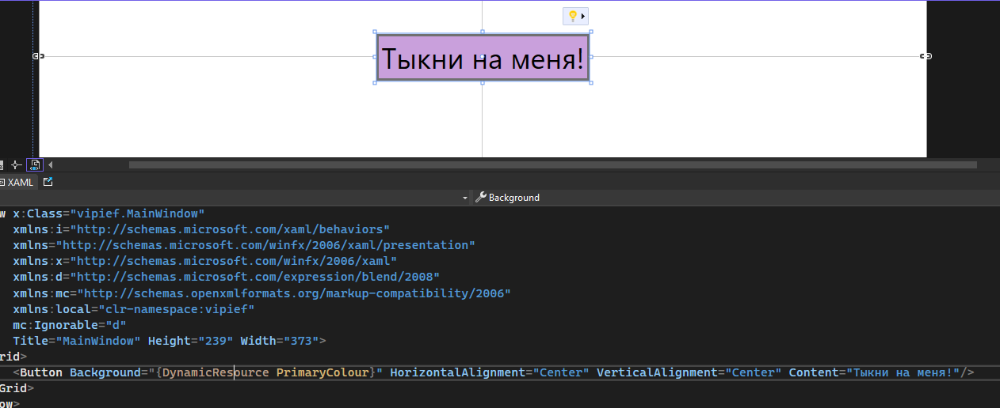 Тыкни на меня!
XAML
Background
w x:Class="vipief.MainWindow"
xmlns:i="http://schemas.microsoft.com/xaml/behaviors"
xmlns="http://schemas.microsoft.com/winfx/2006/xaml/presentation"
xmlns:x="http://schemas.microsoft.com/winfx/2006/xaml"
xmlns:d="http://schemas.microsoft.com/expression/blend/2008"
xmlns:mc="http://schemas.openxmlformats.org/markup-compatibility/2006"
xmlns:local="clr-namespace:vipief"
mc:Ignorable="d"
Title="MainWindow" Height="239" Width="373">
rid>
<Button Background="{DynamicResource PrimaryColour}" HorizontalAlignment="Center" VerticalAlignment="Center" Content="Тыкни на меня!"/>
Grid>
ow>